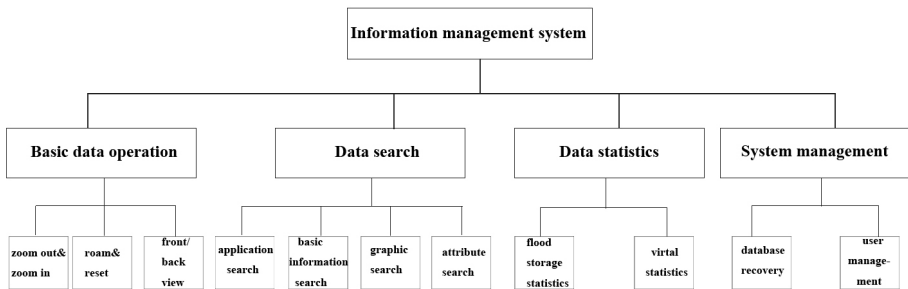 Information management system
Basic data operation
Data search
Data statistics
System management
zoom out&
zoom in
roam&
reset
front/
back
view
application
search
basic
information
search
graphic
search
attribute
search
flood
storage
statistics
virtal
statistics
database
recovery
user
manage-
ment